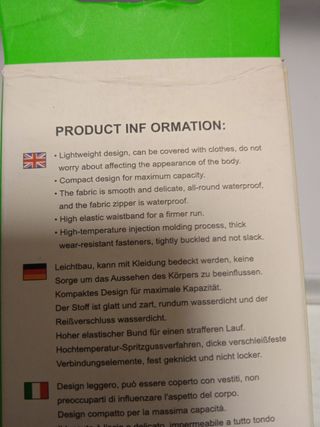 PRODUCT INF ORMATION:
• Lightweight design, can be covered with clothes, do not
worry about affecting the appearance of the body.
• Compact design for maximum capacity.
• The fabric is smooth and delicate, all-round waterproof,
and the fabric zipper is waterproof.
• High elastic waistband for a firmer run.
• High-temperature injection molding process, thick
wear-resistant fasteners, tightly buckled and not slack.
Leichtbau, kann mit Kleidung bedeckt werden, keine
Sorge um das Aussehen des Körpers zu beeinflussen.
Kompaktes Design für maximale Kapazität.
Der Stoff ist glatt und zart, rundum wasserdicht und der
Reißverschluss wasserdicht.
Hoher elastischer Bund für einen strafferen Lauf.
Hochtemperatur-Spritzgussverfahren, dicke verschleißfeste
Verbindungselemente, fest geknickt und nicht locker.
Design leggero, può essere coperto con vestiti, non
preoccuparti di influenzare l'aspetto del corpo.
Design compatto per la massima capacità.
è liscio e delicato, impermeabile a tutto tondo